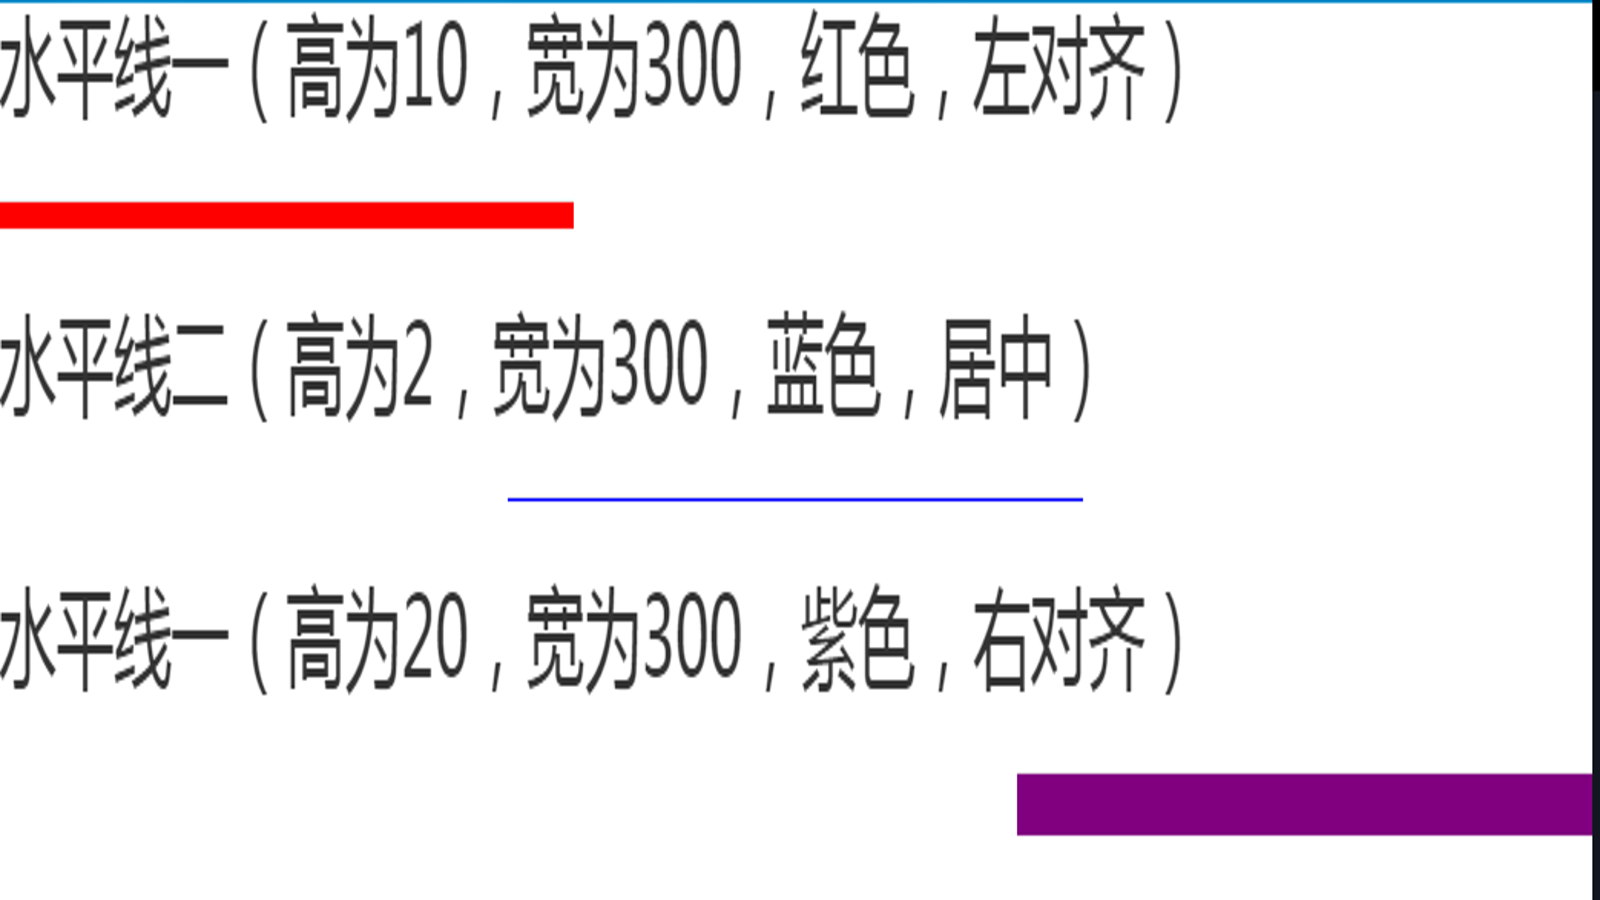 水平线一（高为10，宽为300，红色，左对齐）
水平线二（高为2，宽为300，蓝色，居中）
水平线一（高为20，宽为300，紫色，右对齐）